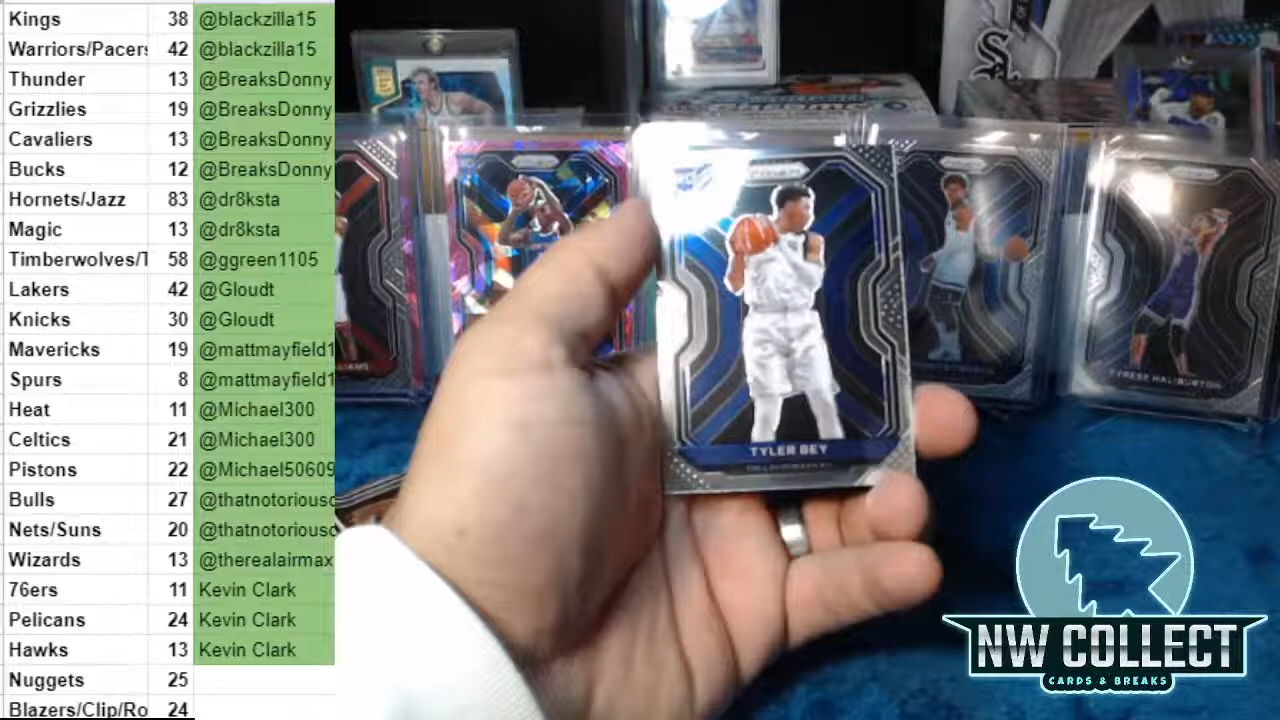 Kings 38 @blackzilla15
Warriors/Pacers 42 @blackzilla15
Thunder 13 @BreaksDonny
Grizzlies 19 @BreaksDonny
Cavaliers 13 @BreaksDonny
Bucks 12 @BreaksDonny
Hornets/Jazz 83 @dr8ksta
Magic 13 @dr8ksta
Timberwolves/T 58 @ggreen1105
Lakers 42 @Gloudt
Knicks 30 @Gloudt
Mavericks 19 @mattmayfield1
Spurs 8 @mattmayfield1
Heat 11 @Michael300
Celtics 21 @Michael300
Pistons 22 @Michael50609
Bulls 27 @thatnotoriousc
Nets/Suns 20 @thatnotoriousc
Wizards 13 @therealairmax
76ers 11 Kevin Clark
Pelicans 24 Kevin Clark
Hawks 13 Kevin Clark
Nuggets 25
Blazers/Clip/Ro 24
TYLER BEY
TYRESE HALIBURTON
NW COLLECT
CARDS & BREAKS